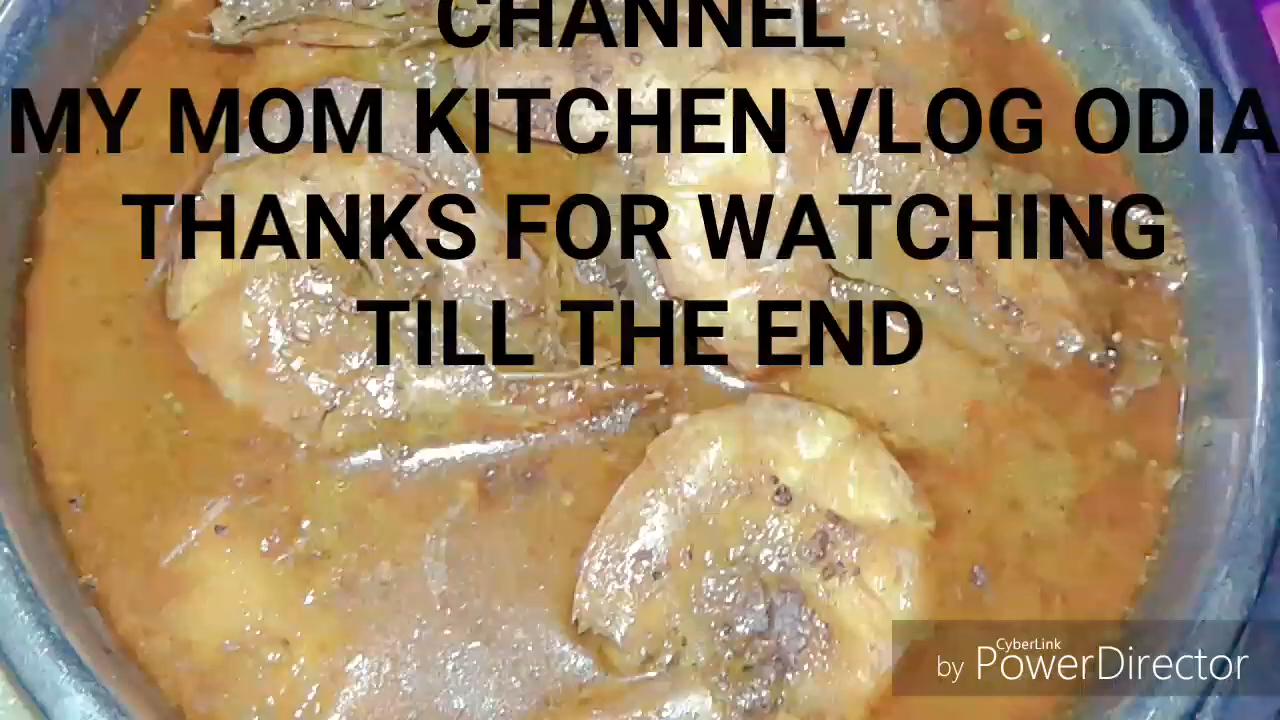 CHANNEL
MY MOM KITCHEN VLOG ODIA
THANKS FOR WATCHING
TILL THE END
CyberLink
by PowerDirector